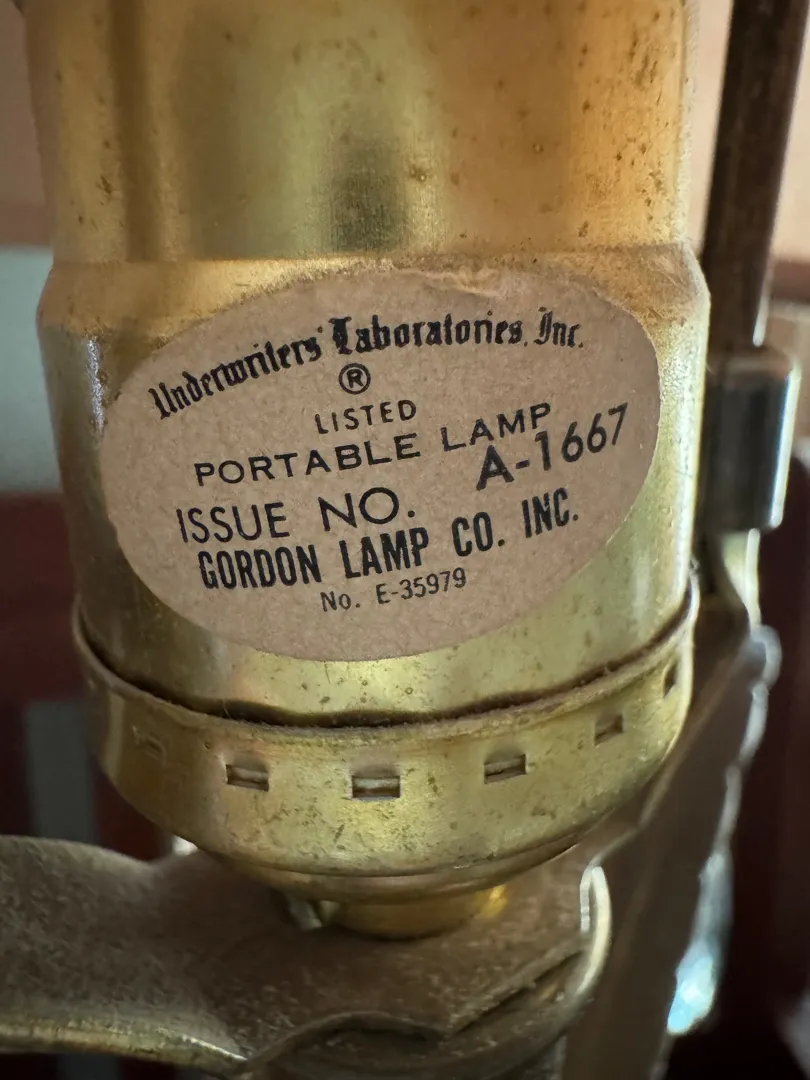 Underwriters' Laboratories, Inc.
®
LISTED
PORTABLE LAMP
ISSUE NO. A-1667
GORDON LAMP CO. INC.
No. E-35979